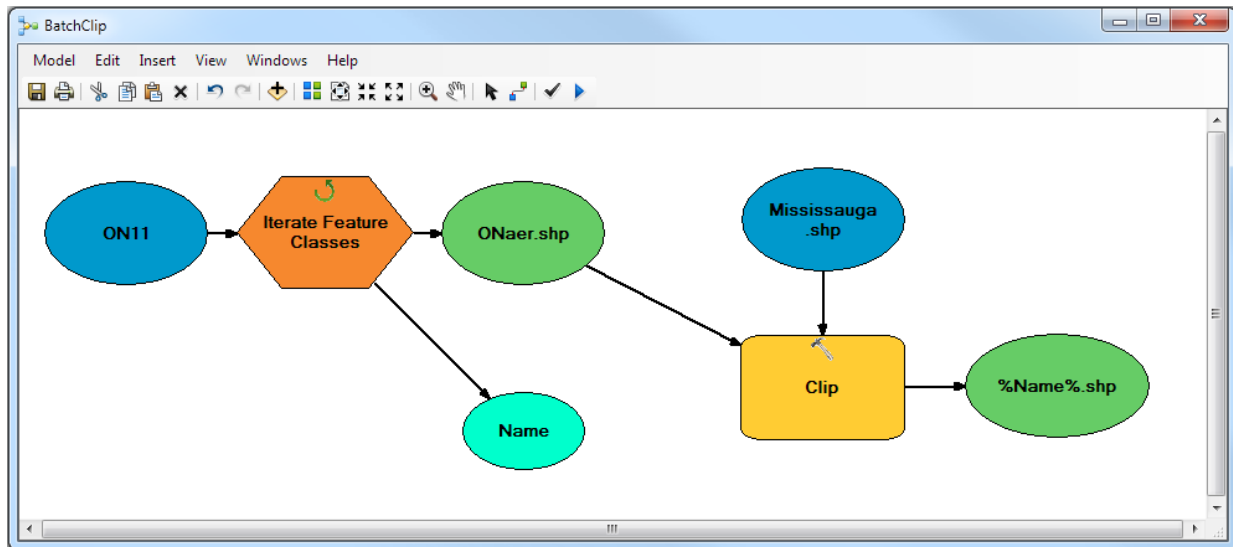 BatchClip
Model Edit Insert View Windows Help
ON11
Iterate Feature
Classes
ONaer.shp
Mississauga
.shp
Clip
%Name%.shp
Name